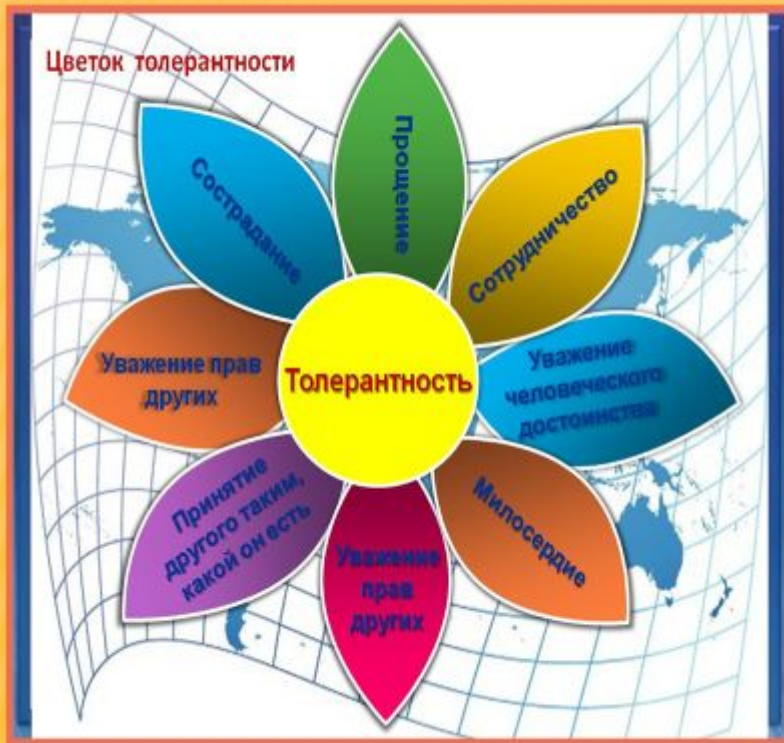 Цветок толерантности
Прощение
Сотрудничество
Уважение
человеческого
достоинства
Милосердие
Уважение
прав
других
Принятие
другого таким,
какой он есть
Уважение прав
других
Сострадание
Толерантность